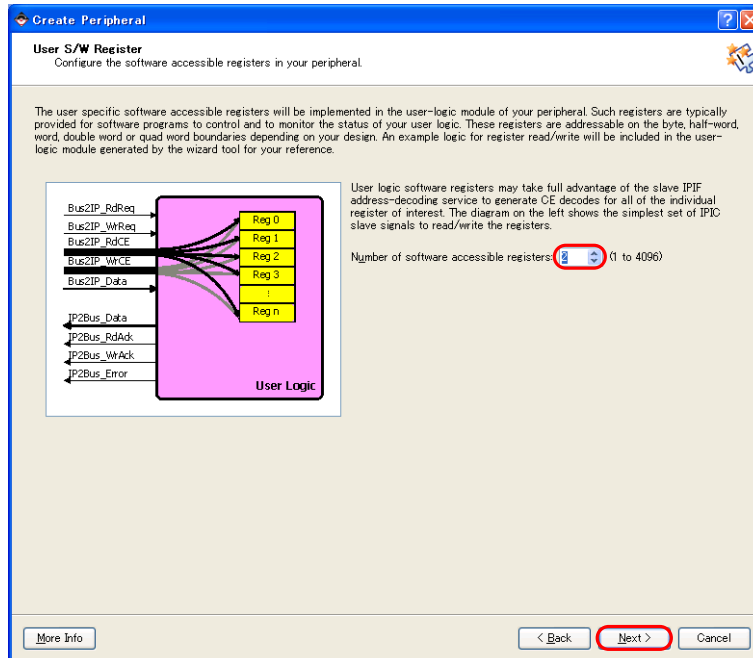 Create Peripheral
User S/W Register
Configure the software accessible registers in your peripheral.
The user specific software accessible registers will be implemented in the user-logic module of your peripheral. Such registers are typically
provided for software programs to control and to monitor the status of your user logic. These registers are addressable on the byte, half-word,
word, double word or quad word boundaries depending on your design. An example logic for register read/write will be included in the user-
logic module generated by the wizard tool for your reference.
Bus2IP_RdReq
Bus2IP_WrReq
Bus2IP_RdCE
Bus2IP_WrCE
Bus2IP_Data
IP2Bus_Data
IP2Bus_RdAck
IP2Bus_WrAck
IP2Bus_Error
Reg 0
Reg 1
Reg 2
Reg 3
⋮
Reg n
User Logic
User logic software registers may take full advantage of the slave IPIF
address-decoding service to generate CE decodes for all of the individual
register of interest. The diagram on the left shows the simplest set of IPIC
slave signals to read/write the registers.
Number of software accessible registers: 2 (1 to 4096)
More Info
< Back
Next >
Cancel